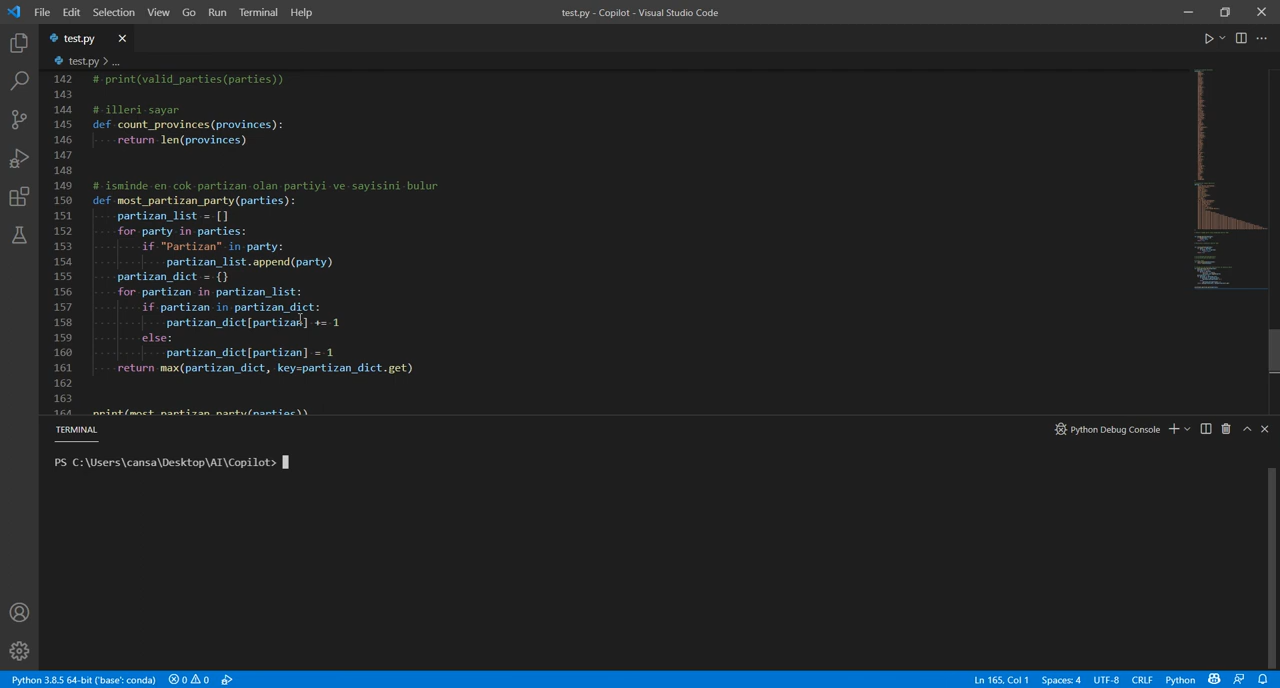 File Edit Selection View Go Run Terminal Help test.py - Copilot - Visual Studio Code
test.py
test.py > ...
142 # print(valid_parties(parties))
143
144 # illeri sayar
145 def count_provinces(provinces):
146 return len(provinces)
147
148
149 # isminde en cok partizan olan partiyi ve sayisini bulur
150 def most_partizan_party(parties):
151 partizan_list = []
152 for party in parties:
153 if "Partizan" in party:
154 partizan_list.append(party)
155 partizan_dict = {}
156 for partizan in partizan_list:
157 if partizan in partizan_dict:
158 partizan_dict[partizan] += 1
159 else:
160 partizan_dict[partizan] = 1
161 return max(partizan_dict, key=partizan_dict.get)
162
163
164 print(most_partizan_party(parties))
TERMINAL Python Debug Console
PS C:\Users\cansa\Desktop\AI\Copilot>
Python 3.8.5 64-bit ('base': conda) 0 0 Ln 165, Col 1 Spaces: 4 UTF-8 CRLF Python